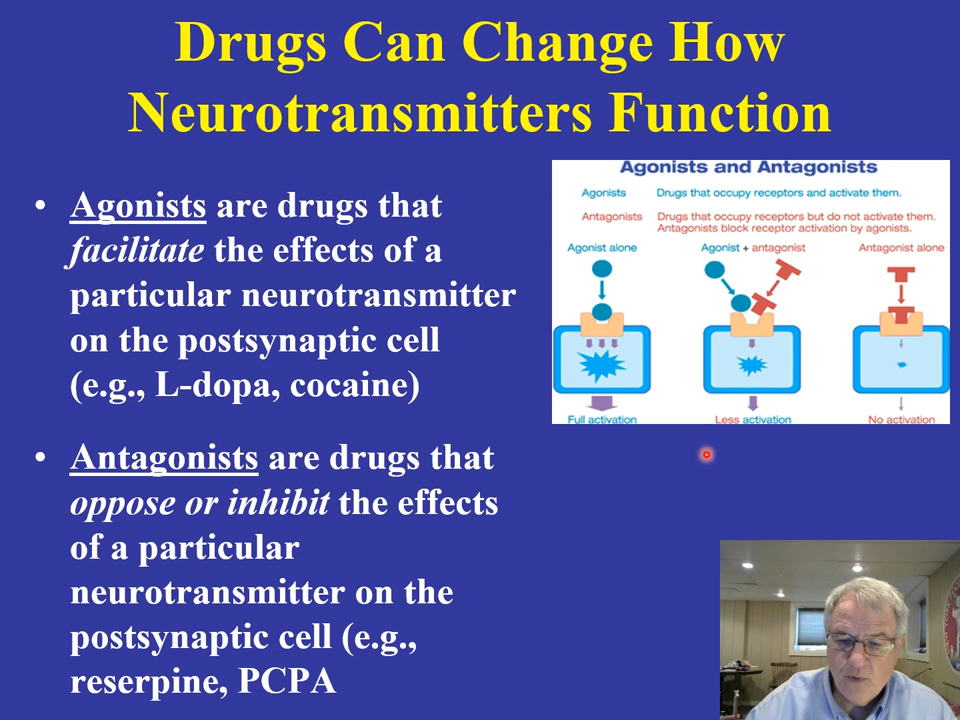 Drugs Can Change How
Neurotransmitters Function
• Agonists are drugs that
facilitate the effects of a
particular neurotransmitter
on the postsynaptic cell
(e.g., L-dopa, cocaine)
• Antagonists are drugs that
oppose or inhibit the effects
of a particular
neurotransmitter on the
postsynaptic cell (e.g.,
reserpine, PCPA
Agonists and Antagonists
Agonists Drugs that occupy receptors and activate them.
Antagonists Drugs that occupy receptors but do not activate them.
Antagonists block receptor activation by agonists.
Agonist alone Agonist + antagonist Antagonist alone
Full activation Less activation No activation